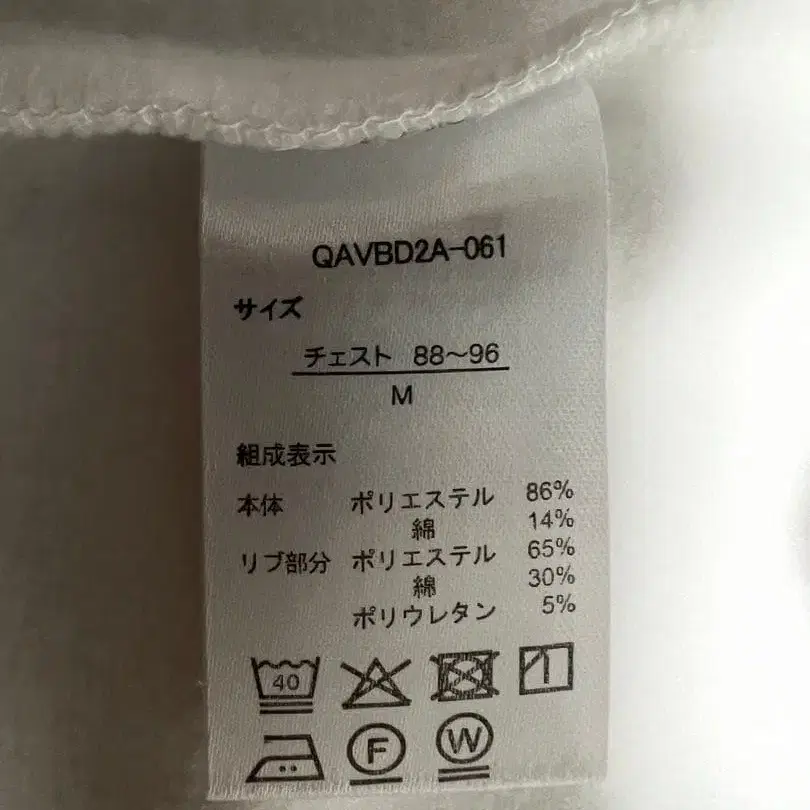 QAVBD2A-061
サイズ
チェスト 88～96
M
組成表示
本体 ポリエステル 86%
綿 14%
リブ部分 ポリエステル 65%
綿 30%
ポリウレタン 5%
40
F W